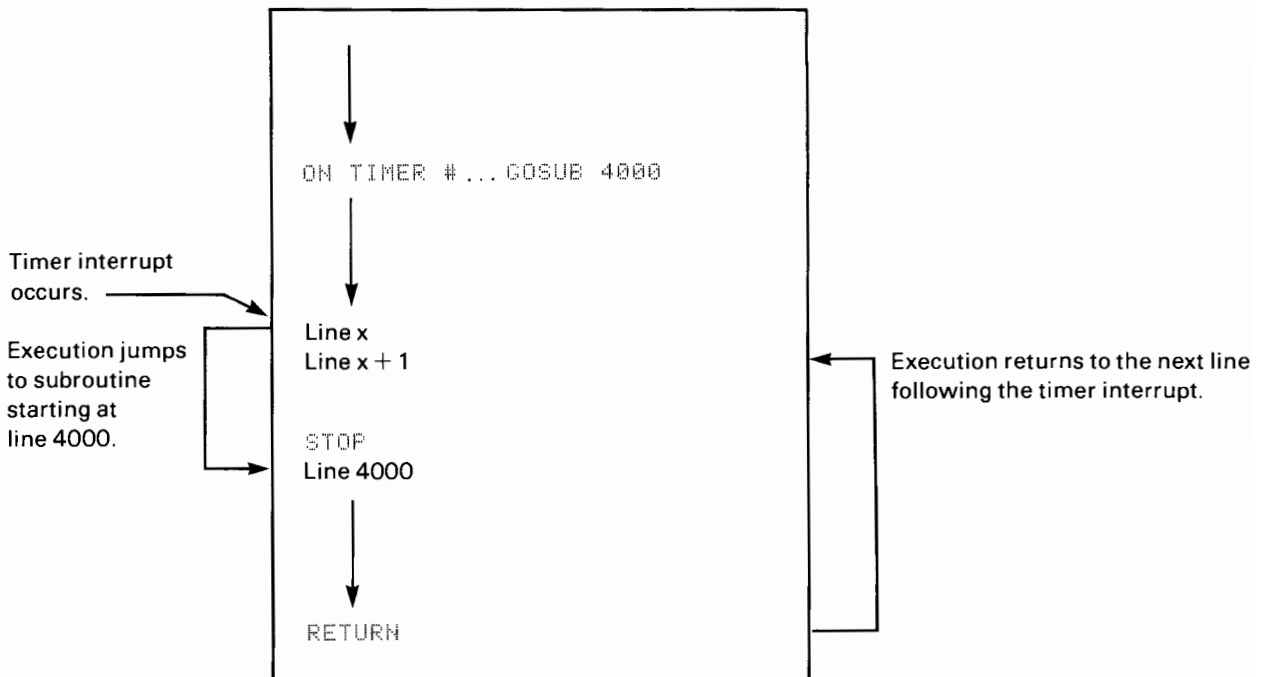 ON TIMER #...GOSUB 4000
Timer interrupt
occurs.
Line x
Line x + 1
Execution jumps
to subroutine
starting at
line 4000.
Execution returns to the next line
following the timer interrupt.
STOP
Line 4000
RETURN